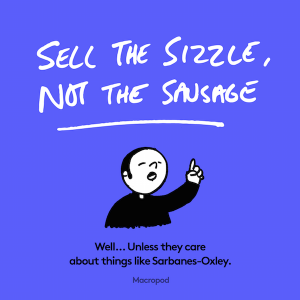 SELL THE SIZZLE,
NOT THE SAUSAGE
Well... Unless they care
about things like Sarbanes-Oxley.
Macropod